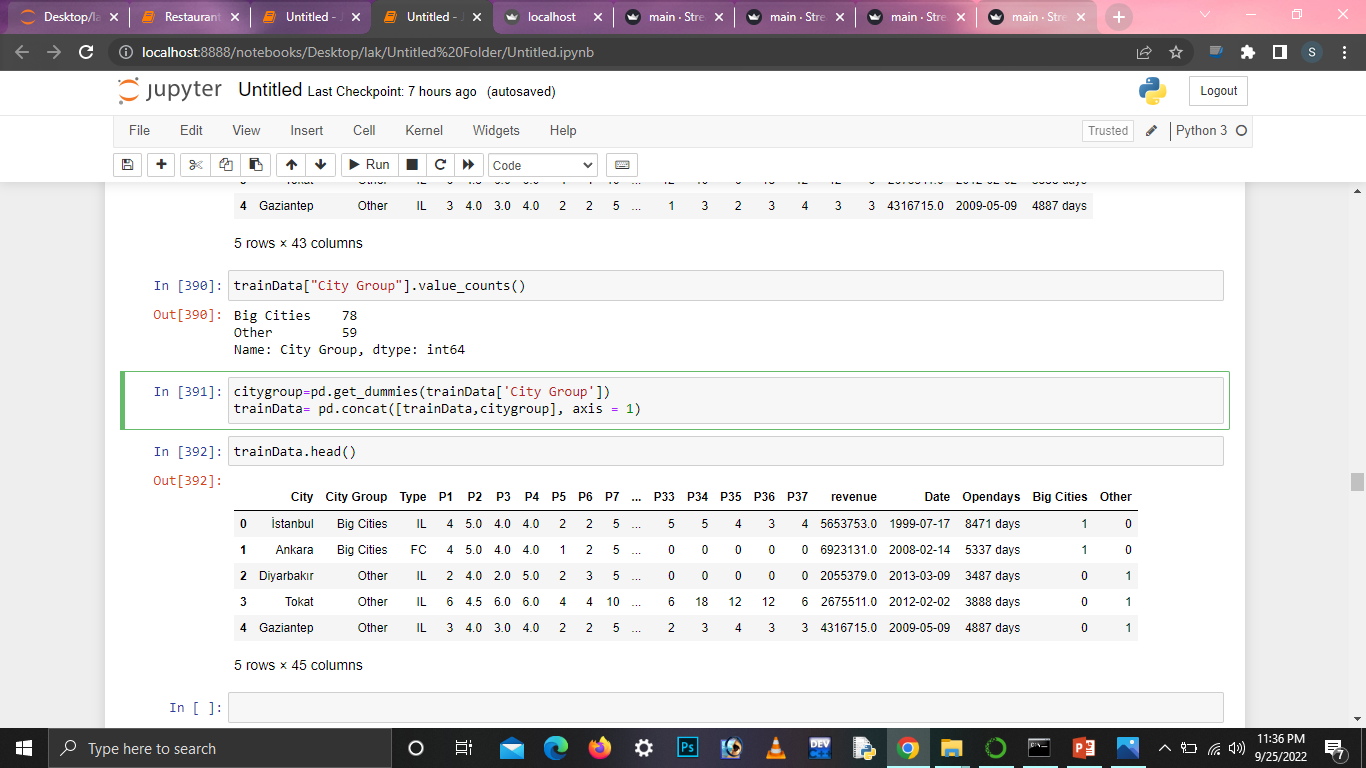 Desktop/la
Restaurant
Untitled - J
Untitled - J
localhost
main · Stre
main · Stre
main · Stre
main · Stre
localhost:8888/notebooks/Desktop/lak/Untitled%20Folder/Untitled.ipynb
S
jupyter Untitled Last Checkpoint: 7 hours ago (autosaved)
Logout
File Edit View Insert Cell Kernel Widgets Help
Trusted
Python 3
Run
Code
4 Gaziantep Other IL 3 4.0 3.0 4.0 2 2 5 ... 1 3 2 3 4 3 3 4316715.0 2009-05-09 4887 days
5 rows × 43 columns
In [390]: trainData["City Group"].value_counts()
Out[390]: Big Cities 78
Other 59
Name: City Group, dtype: int64
In [391]: citygroup=pd.get_dummies(trainData['City Group'])
trainData= pd.concat([trainData,citygroup], axis = 1)
In [392]: trainData.head()
Out[392]:
City City Group Type P1 P2 P3 P4 P5 P6 P7 ... P33 P34 P35 P36 P37 revenue Date Opendays Big Cities Other
0 İstanbul Big Cities IL 4 5.0 4.0 4.0 2 2 5 ... 5 5 4 3 4 5653753.0 1999-07-17 8471 days 1 0
1 Ankara Big Cities FC 4 5.0 4.0 4.0 1 2 5 ... 0 0 0 0 0 6923131.0 2008-02-14 5337 days 1 0
2 Diyarbakır Other IL 2 4.0 2.0 5.0 2 3 5 ... 0 0 0 0 0 2055379.0 2013-03-09 3487 days 0 1
3 Tokat Other IL 6 4.5 6.0 6.0 4 4 10 ... 6 18 12 12 6 2675511.0 2012-02-02 3888 days 0 1
4 Gaziantep Other IL 3 4.0 3.0 4.0 2 2 5 ... 2 3 4 3 3 4316715.0 2009-05-09 4887 days 0 1
5 rows × 45 columns
In [ ]:
Type here to search
Ps
DEV
11:36 PM
9/25/2022
7